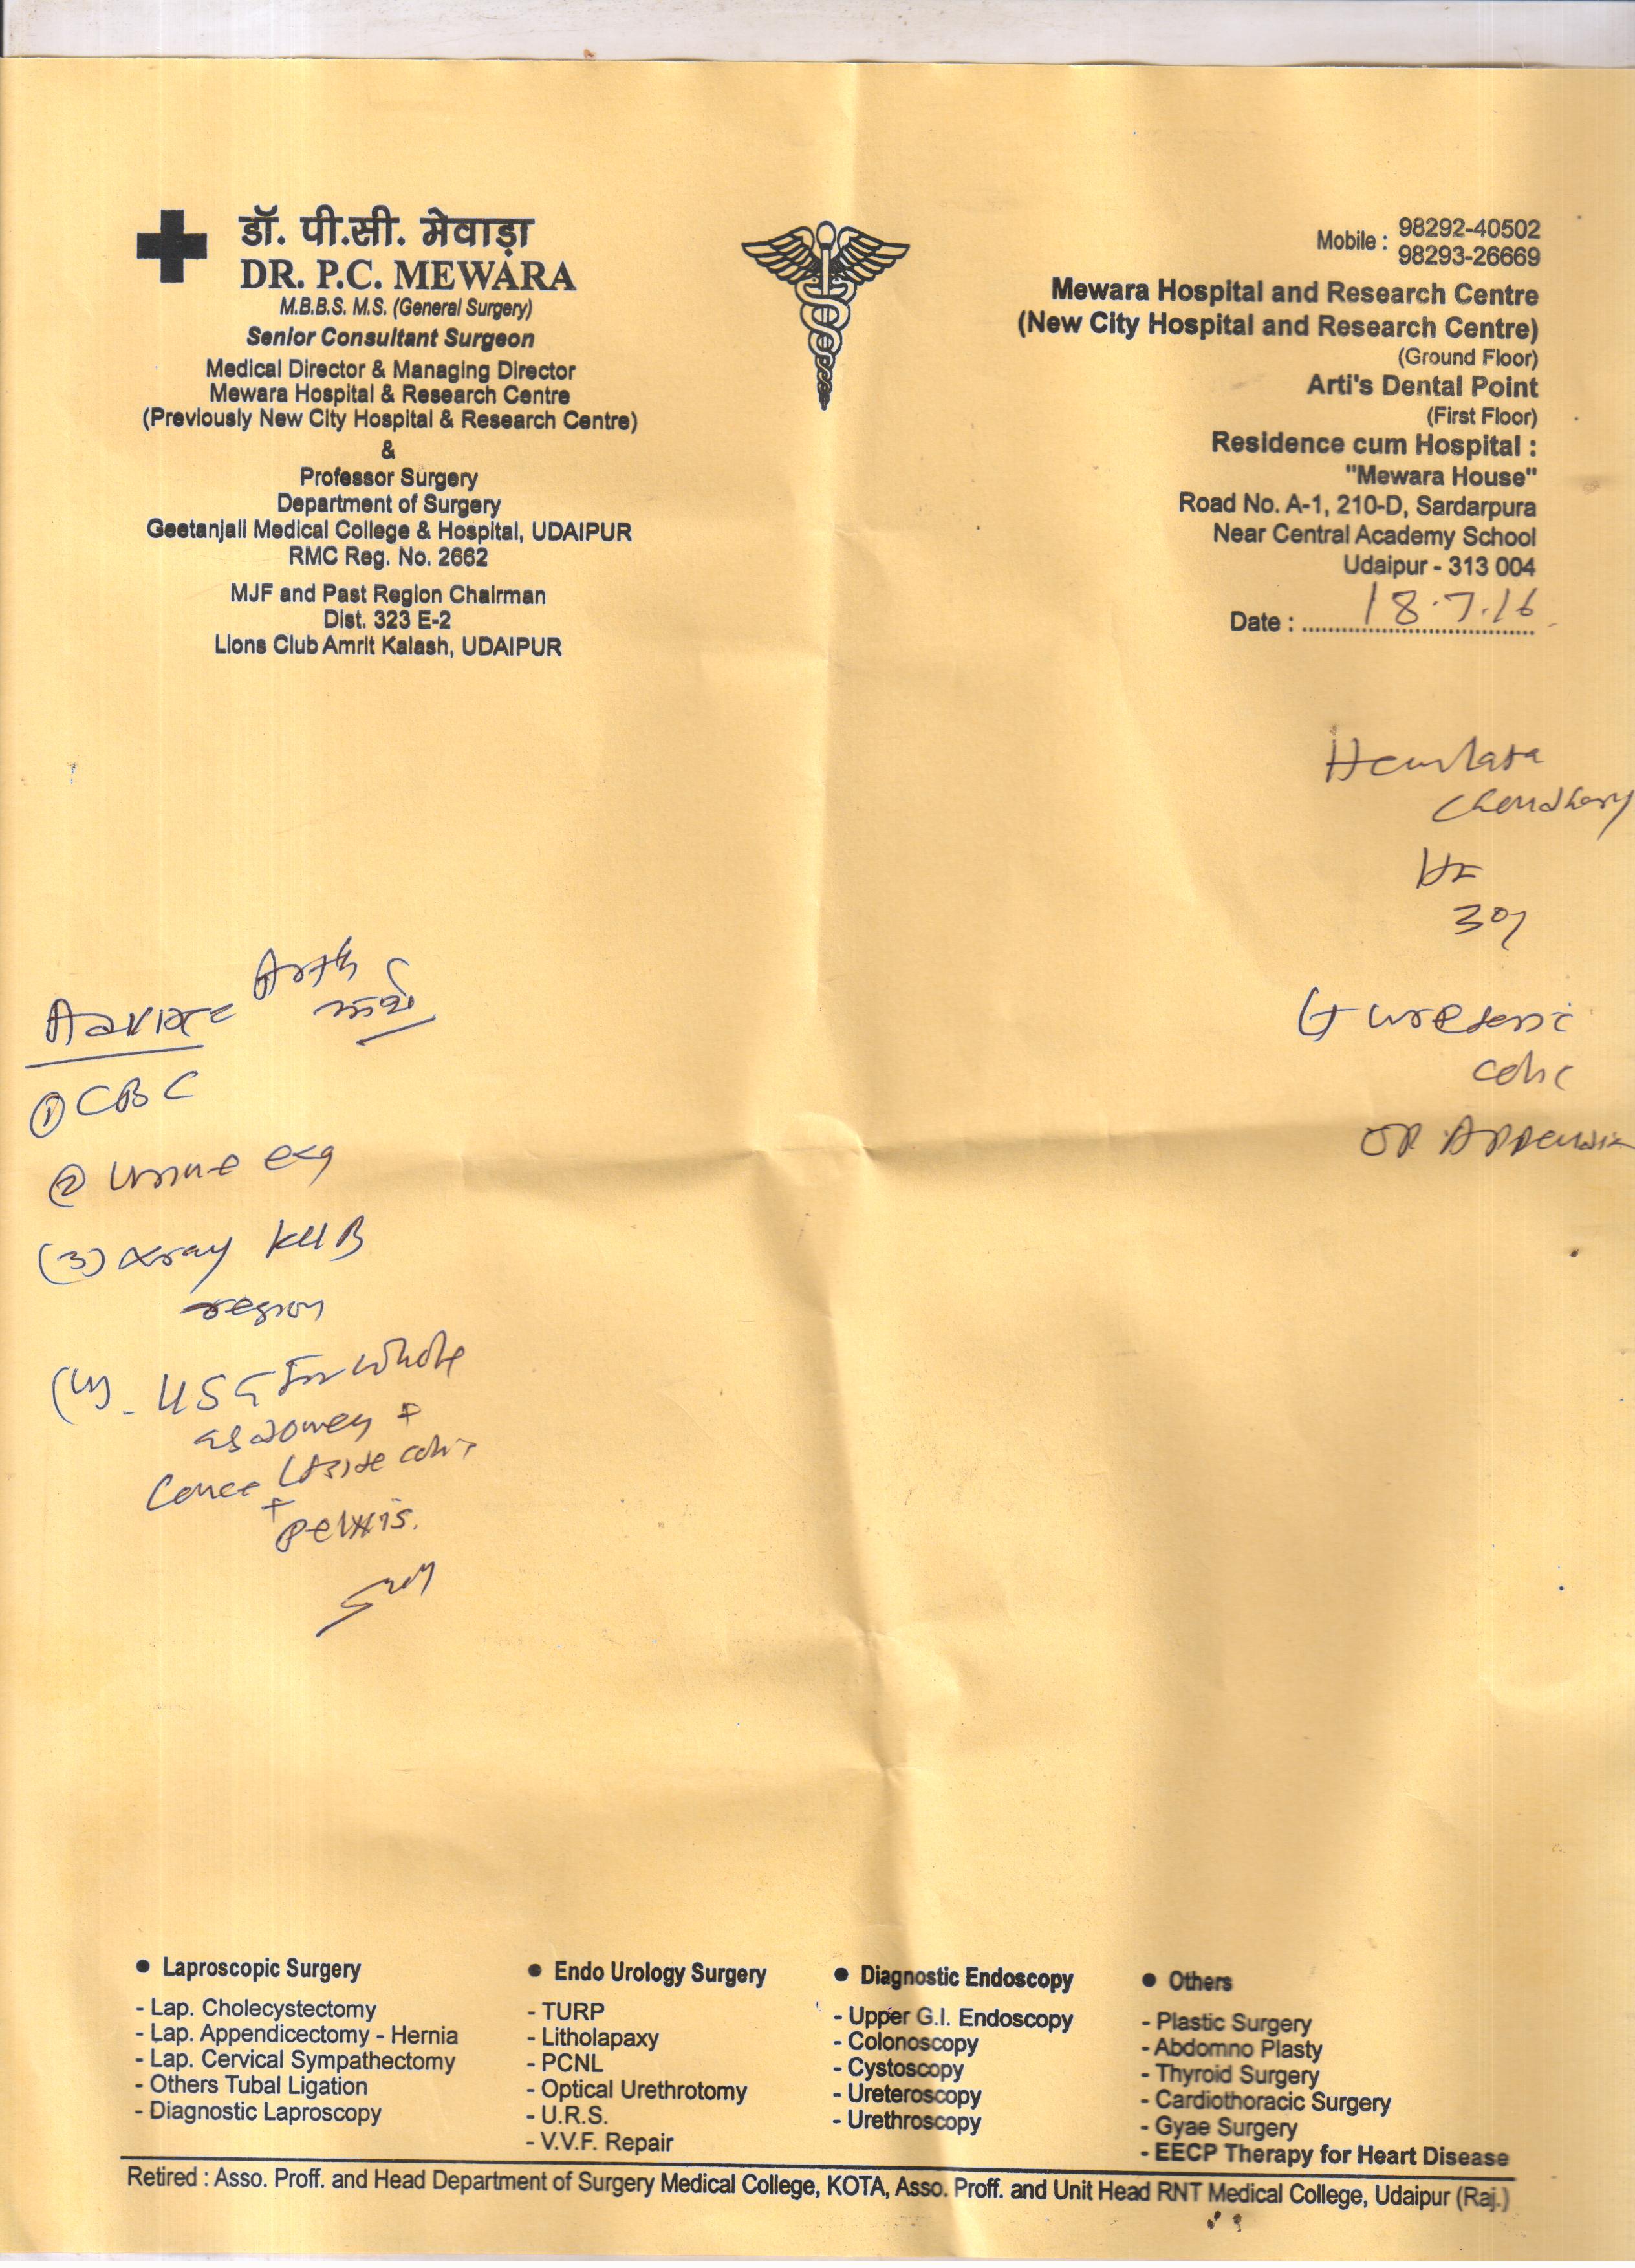 डॉ. पी.सी. मेवाड़ा
DR. P.C. MEWARA
M.B.B.S. M.S. (General Surgery)
Senior Consultant Surgeon
Medical Director & Managing Director
Mewara Hospital & Research Centre
(Previously New City Hospital & Research Centre)
&
Professor Surgery
Department of Surgery
Geetanjali Medical College & Hospital, UDAIPUR
RMC Reg. No. 2662
MJF and Past Region Chairman
Dist. 323 E-2
Lions Club Amrit Kalash, UDAIPUR
Mobile : 98292-40502
98293-26669
Mewara Hospital and Research Centre
(New City Hospital and Research Centre)
(Ground Floor)
Arti's Dental Point
(First Floor)
Residence cum Hospital :
"Mewara House"
Road No. A-1, 210-D, Sardarpura
Near Central Academy School
Udaipur - 313 004
Date : 18.7.16
Hemlata
Choudhary
30y
ureteric
colic
OR Appendix
Advice Arth
① CBC
② urine
(3) xray KUB
region
(4) USG For whole
abdomen +
+
pelvis.
● Laproscopic Surgery
- Lap. Cholecystectomy
- Lap. Appendicectomy - Hernia
- Lap. Cervical Sympathectomy
- Others Tubal Ligation
- Diagnostic Laproscopy
● Endo Urology Surgery
- TURP
- Litholapaxy
- PCNL
- Optical Urethrotomy
- U.R.S.
- V.V.F. Repair
● Diagnostic Endoscopy
- Upper G.I. Endoscopy
- Colonoscopy
- Cystoscopy
- Ureteroscopy
- Urethroscopy
● Others
- Plastic Surgery
- Abdomno Plasty
- Thyroid Surgery
- Cardiothoracic Surgery
- Gyae Surgery
- EECP Therapy for Heart Disease
Retired : Asso. Proff. and Head Department of Surgery Medical College, KOTA, Asso. Proff. and Unit Head RNT Medical College, Udaipur (Raj.)